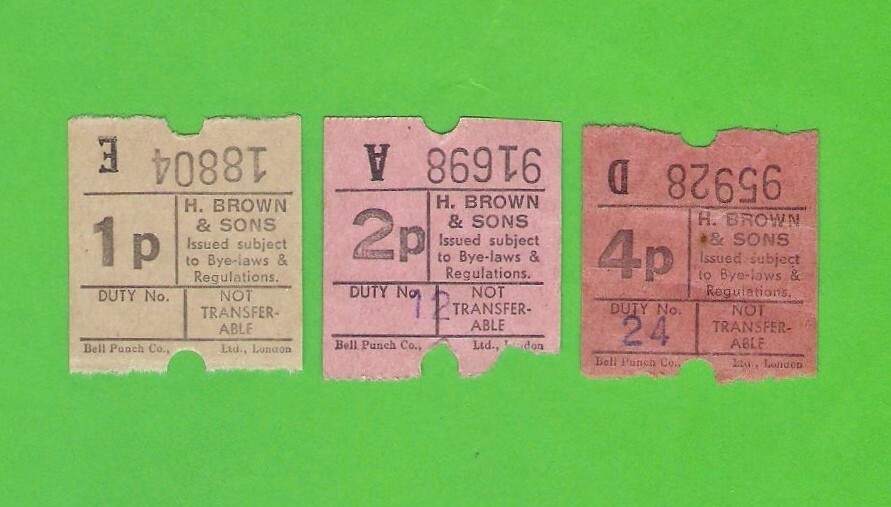 18804 E
1p
H. BROWN
& SONS
Issued subject
to Bye-laws &
Regulations.
DUTY No.
NOT
TRANSFER-
ABLE
Bell Punch Co., Ltd., London
91698 A
2p
H. BROWN
& SONS
Issued subject
to Bye-laws &
Regulations.
DUTY No.
12
NOT
TRANSFER-
ABLE
Bell Punch Co., Ltd., London
95928 D
4p
H. BROWN
& SONS
Issued subject
to Bye-laws &
Regulations.
DUTY No.
24
NOT
TRANSFER-
ABLE
Bell Punch Co., Ltd., London